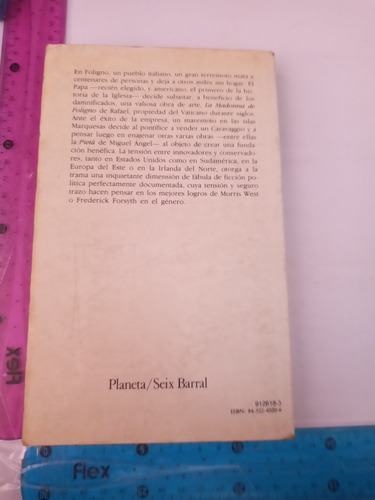 En Foligno, un pueblo italiano, un gran terremoto mata a
centenares de personas y deja a otros miles sin hogar. El
Papa —recién elegido, y americano, el primero de la his-
toria de la Iglesia— decide subastar, a beneficio de los
damnificados, una valiosa obra de arte, La Madonna de
Foligno de Rafael, propiedad del Vaticano durante siglos.
Ante el éxito de la empresa, un maremoto en las islas
Marquesas decide al pontífice a vender un Caravaggio y a
pensar luego en enagenar otras varias obras —entre ellas
la Pietà de Miguel Angel— al objeto de crear una fun-
dación benéfica. La tensión entre innovadores y conservado-
res, tanto en Estados Unidos como en Sudamérica, en la
Europa del Este o en la Irlanda del Norte, otorga a la
trama una inquietante dimensión de fábula de ficción po-
lítica perfectamente documentada, cuya tensión y seguro
trazo hacen pensar en los mejores logros de Morris West
o Frederick Forsyth en el género.
Planeta/Seix Barral
912618-3
ISBN:
flex
flex